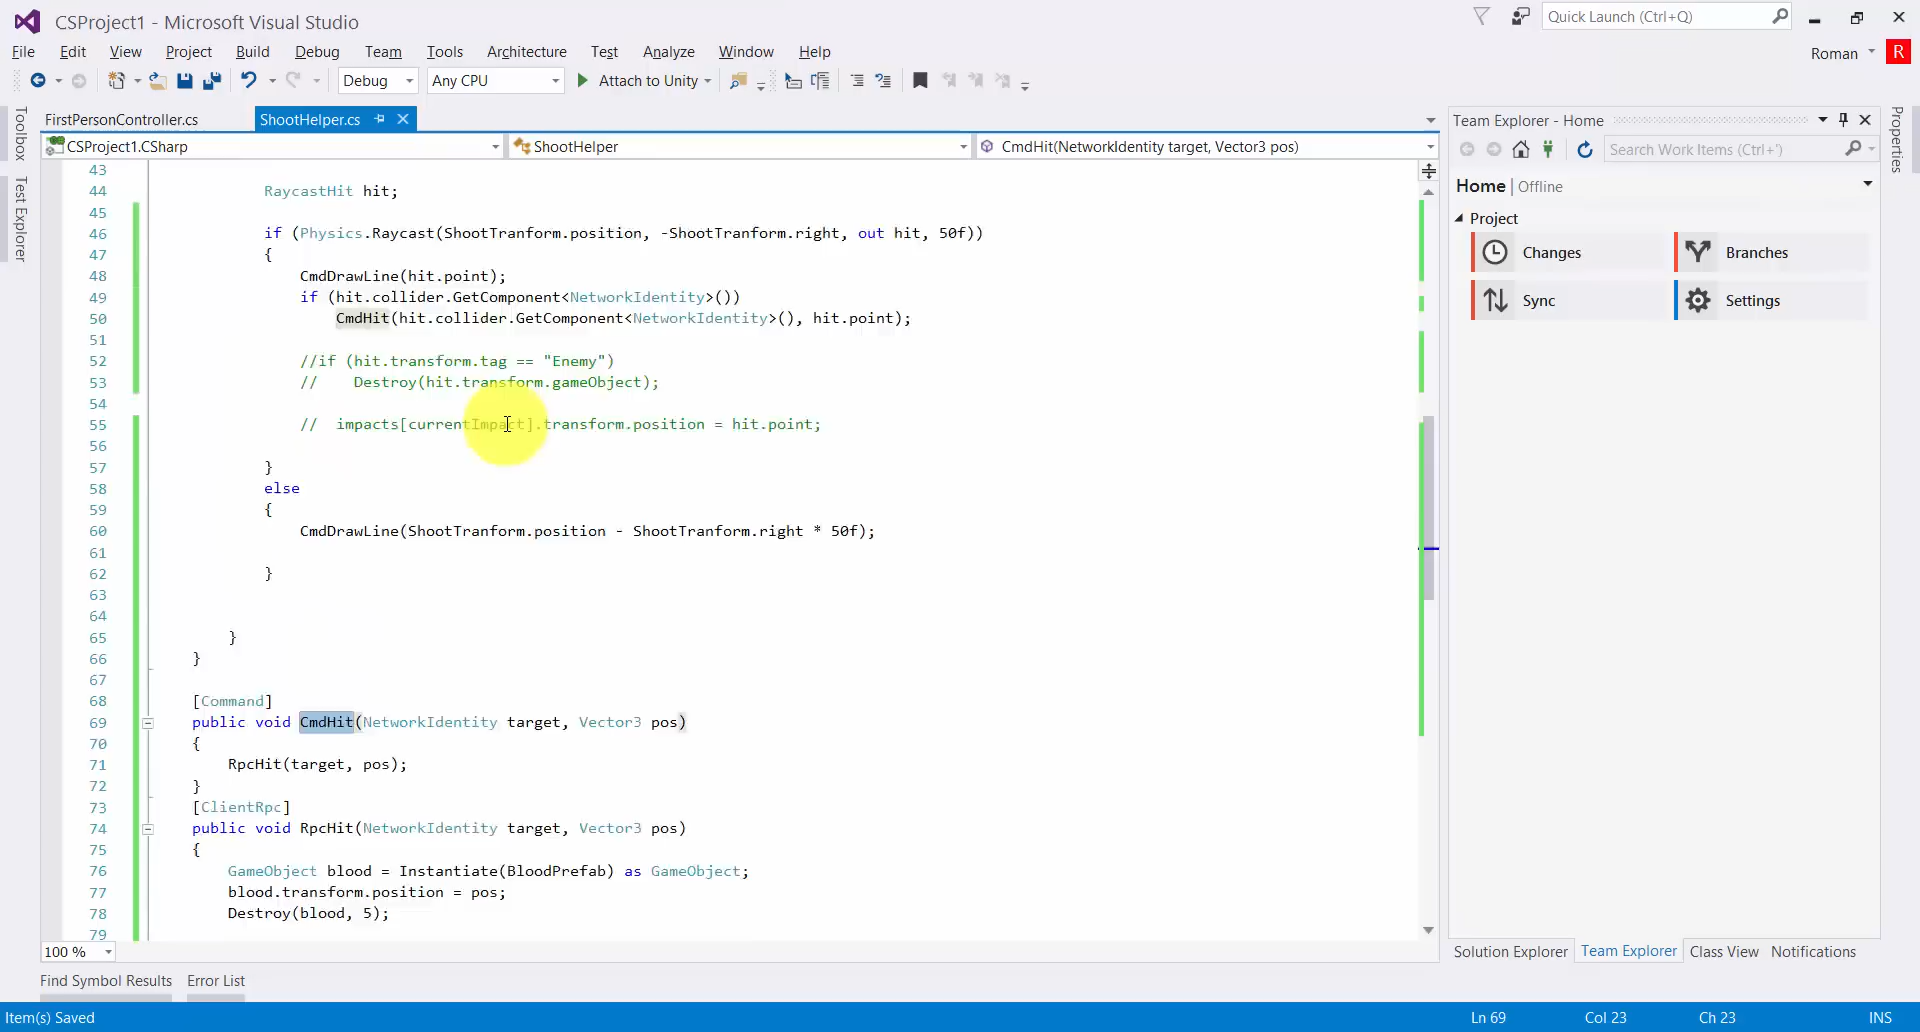 CSProject1 - Microsoft Visual Studio
Quick Launch (Ctrl+Q)
File Edit View Project Build Debug Team Tools Architecture Test Analyze Window Help
Roman R
Debug Any CPU Attach to Unity
Toolbox
Test Explorer
FirstPersonController.cs ShootHelper.cs
CSProject1.CSharp ShootHelper CmdHit(NetworkIdentity target, Vector3 pos)
43
44 RaycastHit hit;
45
46 if (Physics.Raycast(ShootTranform.position, -ShootTranform.right, out hit, 50f))
47 {
48 CmdDrawLine(hit.point);
49 if (hit.collider.GetComponent<NetworkIdentity>())
50 CmdHit(hit.collider.GetComponent<NetworkIdentity>(), hit.point);
51
52 //if (hit.transform.tag == "Enemy")
53 // Destroy(hit.transform.gameObject);
54
55 // impacts[currentImpact].transform.position = hit.point;
56
57 }
58 else
59 {
60 CmdDrawLine(ShootTranform.position - ShootTranform.right * 50f);
61
62 }
63
64
65 }
66 }
67
68 [Command]
69 public void CmdHit(NetworkIdentity target, Vector3 pos)
70 {
71 RpcHit(target, pos);
72 }
73 [ClientRpc]
74 public void RpcHit(NetworkIdentity target, Vector3 pos)
75 {
76 GameObject blood = Instantiate(BloodPrefab) as GameObject;
77 blood.transform.position = pos;
78 Destroy(blood, 5);
79
100 %
Team Explorer - Home
Search Work Items (Ctrl+')
Home | Offline
Project
Changes Branches
Sync Settings
Properties
Solution Explorer Team Explorer Class View Notifications
Find Symbol Results Error List
Item(s) Saved Ln 69 Col 23 Ch 23 INS